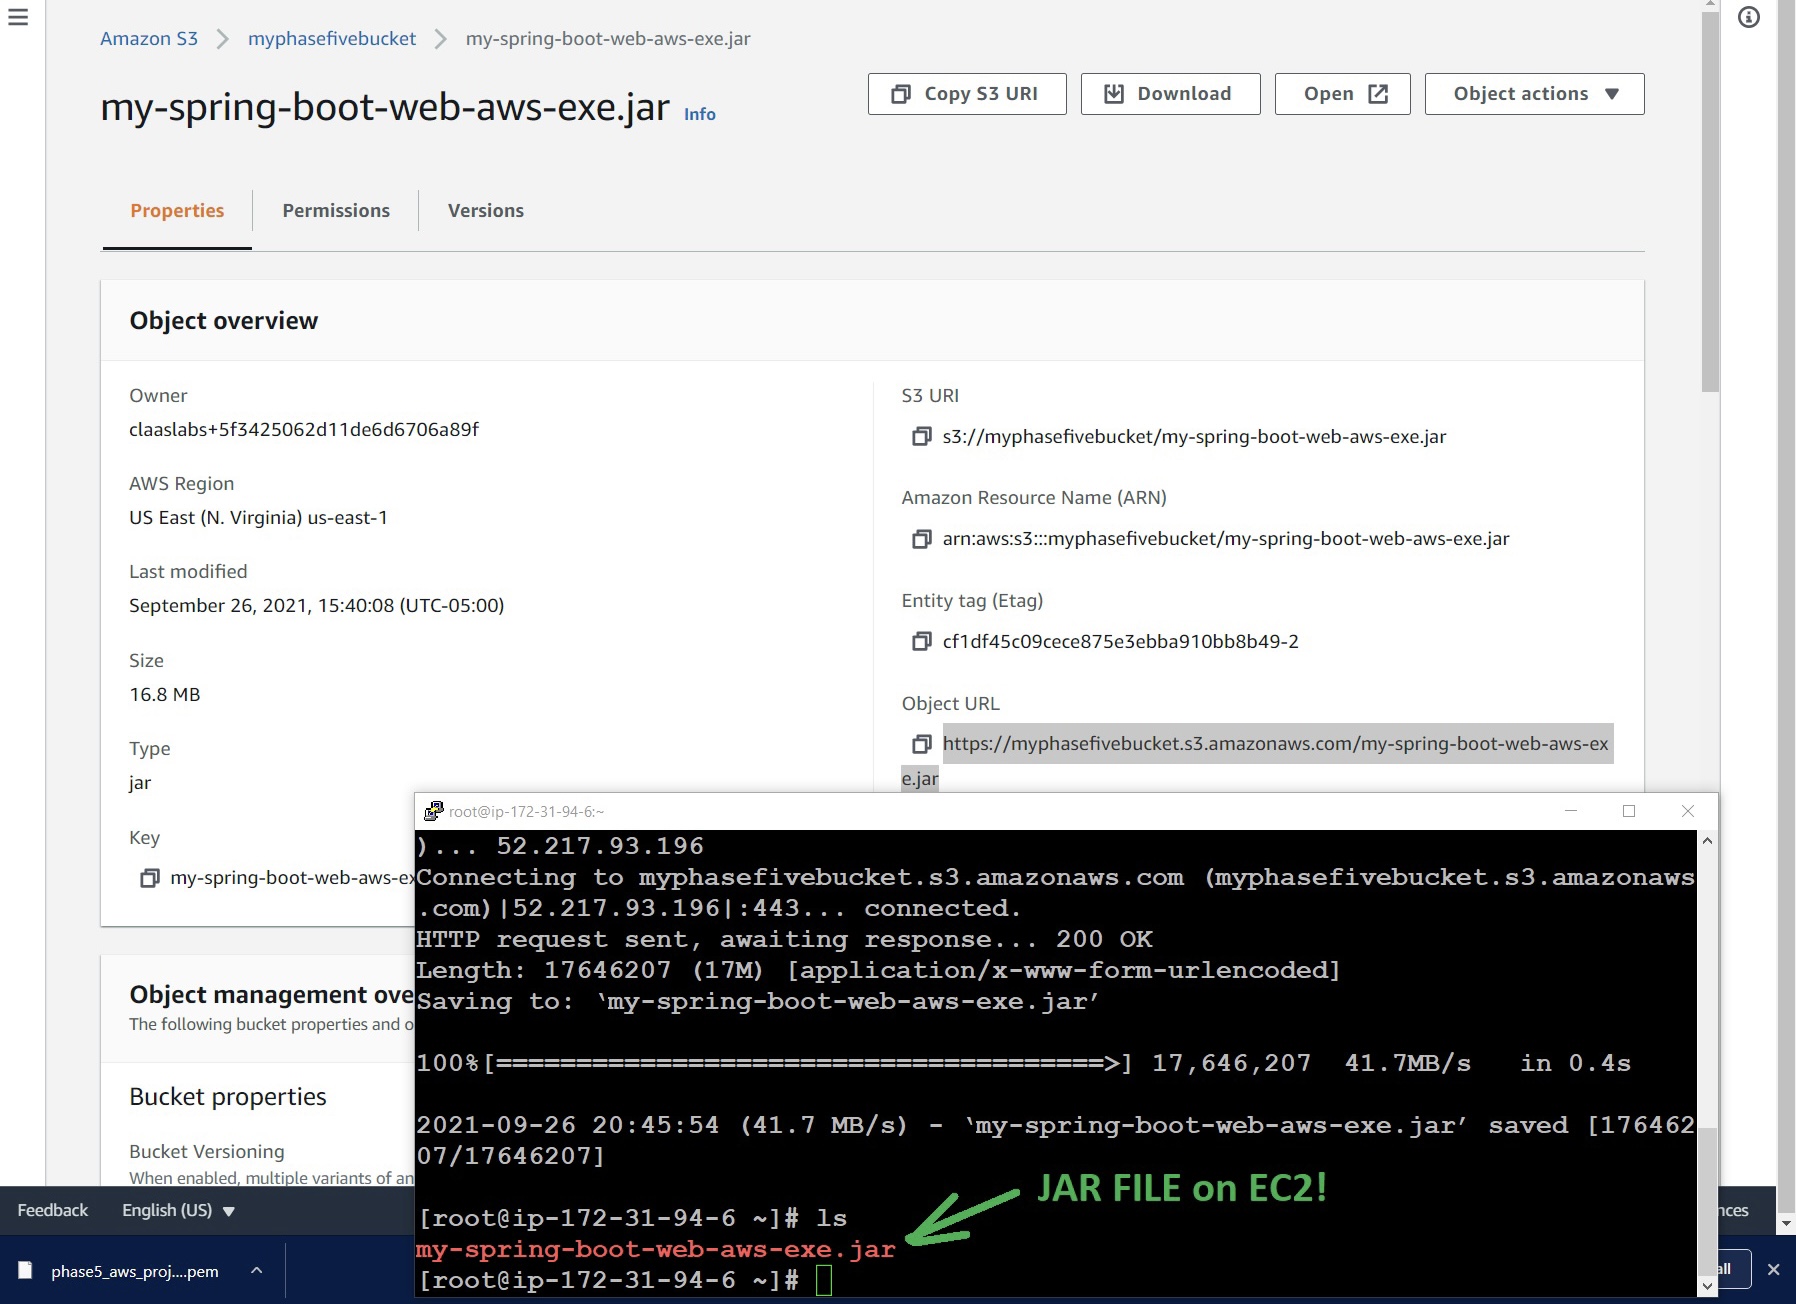 Amazon S3 > myphasefivebucket > my-spring-boot-web-aws-exe.jar
my-spring-boot-web-aws-exe.jar Info
Copy S3 URI Download Open Object actions
Properties Permissions Versions
Object overview
Owner
claaslabs+5f3425062d11de6d6706a89f
AWS Region
US East (N. Virginia) us-east-1
Last modified
September 26, 2021, 15:40:08 (UTC-05:00)
Size
16.8 MB
Type
jar
Key
my-spring-boot-web-aws-ex
S3 URI
s3://myphasefivebucket/my-spring-boot-web-aws-exe.jar
Amazon Resource Name (ARN)
arn:aws:s3:::myphasefivebucket/my-spring-boot-web-aws-exe.jar
Entity tag (Etag)
cf1df45c09cece875e3ebba910bb8b49-2
Object URL
https://myphasefivebucket.s3.amazonaws.com/my-spring-boot-web-aws-ex
e.jar
Object management ove
The following bucket properties and o
Bucket properties
Bucket Versioning
When enabled, multiple variants of an
root@ip-172-31-94-6:~
)... 52.217.93.196
Connecting to myphasefivebucket.s3.amazonaws.com (myphasefivebucket.s3.amazonaws
.com)|52.217.93.196|:443... connected.
HTTP request sent, awaiting response... 200 OK
Length: 17646207 (17M) [application/x-www-form-urlencoded]
Saving to: ‘my-spring-boot-web-aws-exe.jar’
100%[======================================>] 17,646,207 41.7MB/s in 0.4s
2021-09-26 20:45:54 (41.7 MB/s) - ‘my-spring-boot-web-aws-exe.jar’ saved [176462
07/17646207]
JAR FILE on EC2!
[root@ip-172-31-94-6 ~]# ls
my-spring-boot-web-aws-exe.jar
[root@ip-172-31-94-6 ~]#
Feedback English (US)
nces
phase5_aws_proj....pem
all